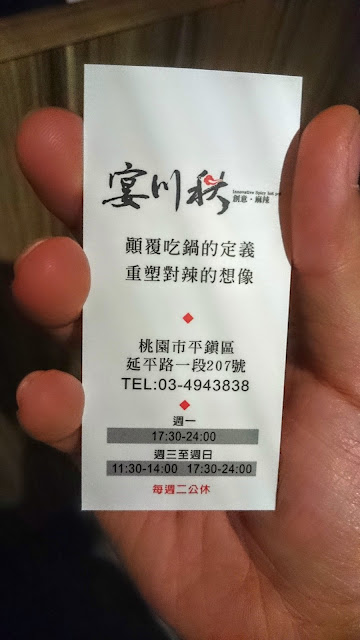 宴川秋
Innovative Spicy hot pot
創意·麻辣
顛覆吃鍋的定義
重塑對辣的想像
桃園市平鎮區
延平路一段207號
TEL:03-4943838
週一
17:30-24:00
週三至週日
11:30-14:00 17:30-24:00
每週二公休